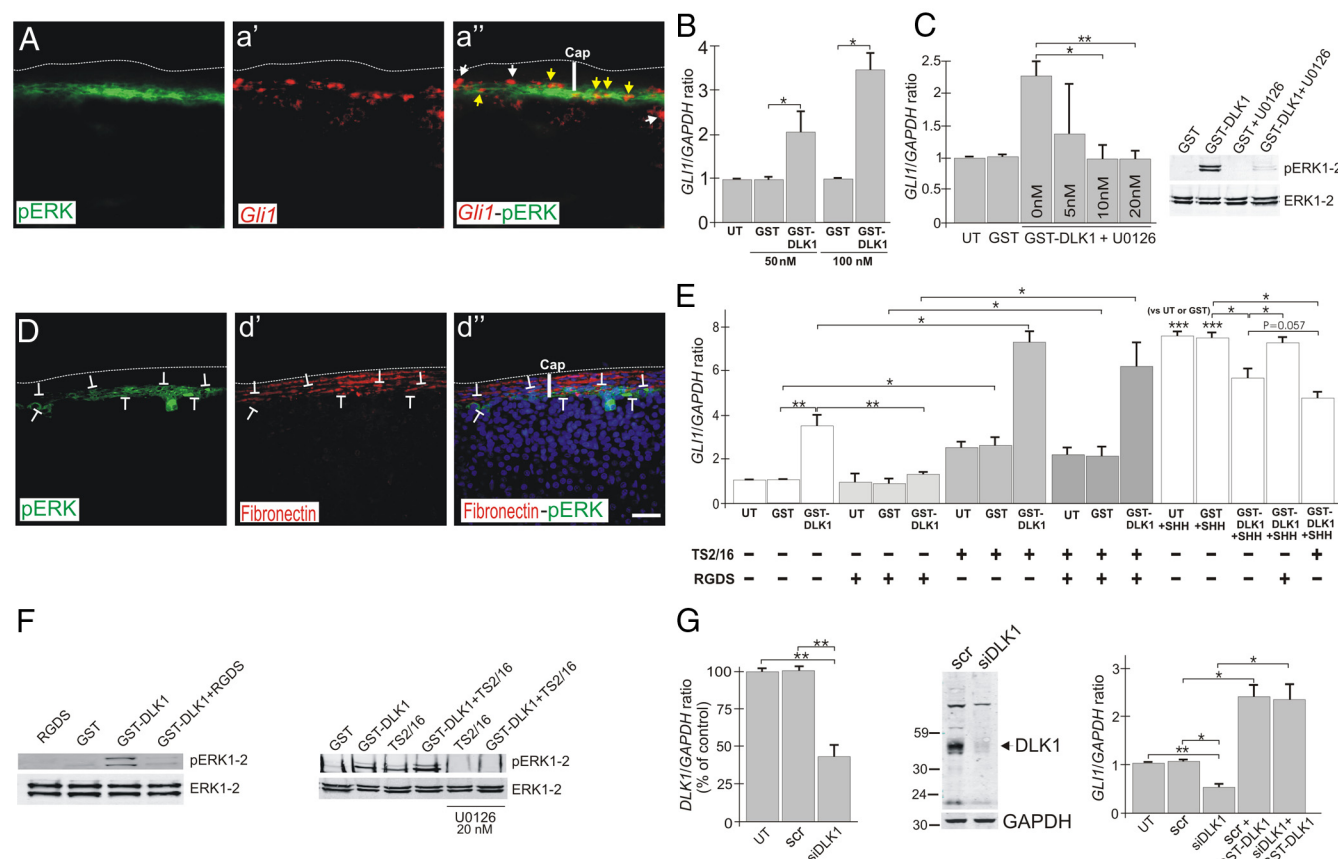 A
a'
a''
Cap
pERK
Gli1
Gli1-pERK
B
GLI1/GAPDH ratio
4
3
2
1
0
*
*
UT
GST
GST-DLK1
GST
GST-DLK1
50 nM
100 nM
C
GLI1/GAPDH ratio
2.5
2
1.5
1
0.5
0
**
*
0nM
5nM
10nM
20nM
UT
GST
GST-DLK1 + U0126
GST
GST-DLK1
GST + U0126
GST-DLK1+ U0126
pERK1-2
ERK1-2
D
d'
d''
Cap
pERK
Fibronectin
Fibronectin-pERK
E
GLI1/GAPDH ratio
8
6
4
2
0
*
*
*
*
**
**
(vs UT or GST)
***
***
*
*
*
P=0.057
UT
GST
GST-DLK1
UT
GST
GST-DLK1
UT
GST
GST-DLK1
UT
GST
GST-DLK1
UT +SHH
GST +SHH
GST-DLK1 +SHH
GST-DLK1 +SHH
GST-DLK1 +SHH
TS2/16 − − − − − − + + + + + + − − − − +
RGDS − − − + + + − − − + + + − − − + −
F
RGDS
GST
GST-DLK1
GST-DLK1+RGDS
pERK1-2
ERK1-2
GST
GST-DLK1
TS2/16
GST-DLK1+TS2/16
TS2/16
GST-DLK1+TS2/16
pERK1-2
ERK1-2
U0126
20 nM
G
DLK1/GAPDH ratio
(% of control)
100
75
50
25
0
**
**
UT
scr
siDLK1
scr
siDLK1
59
30
24
30
DLK1
GAPDH
GLI1/GAPDH ratio
3
2
1
0
**
*
*
*
UT
scr
siDLK1
scr +
GST-DLK1
siDLK1+
GST-DLK1